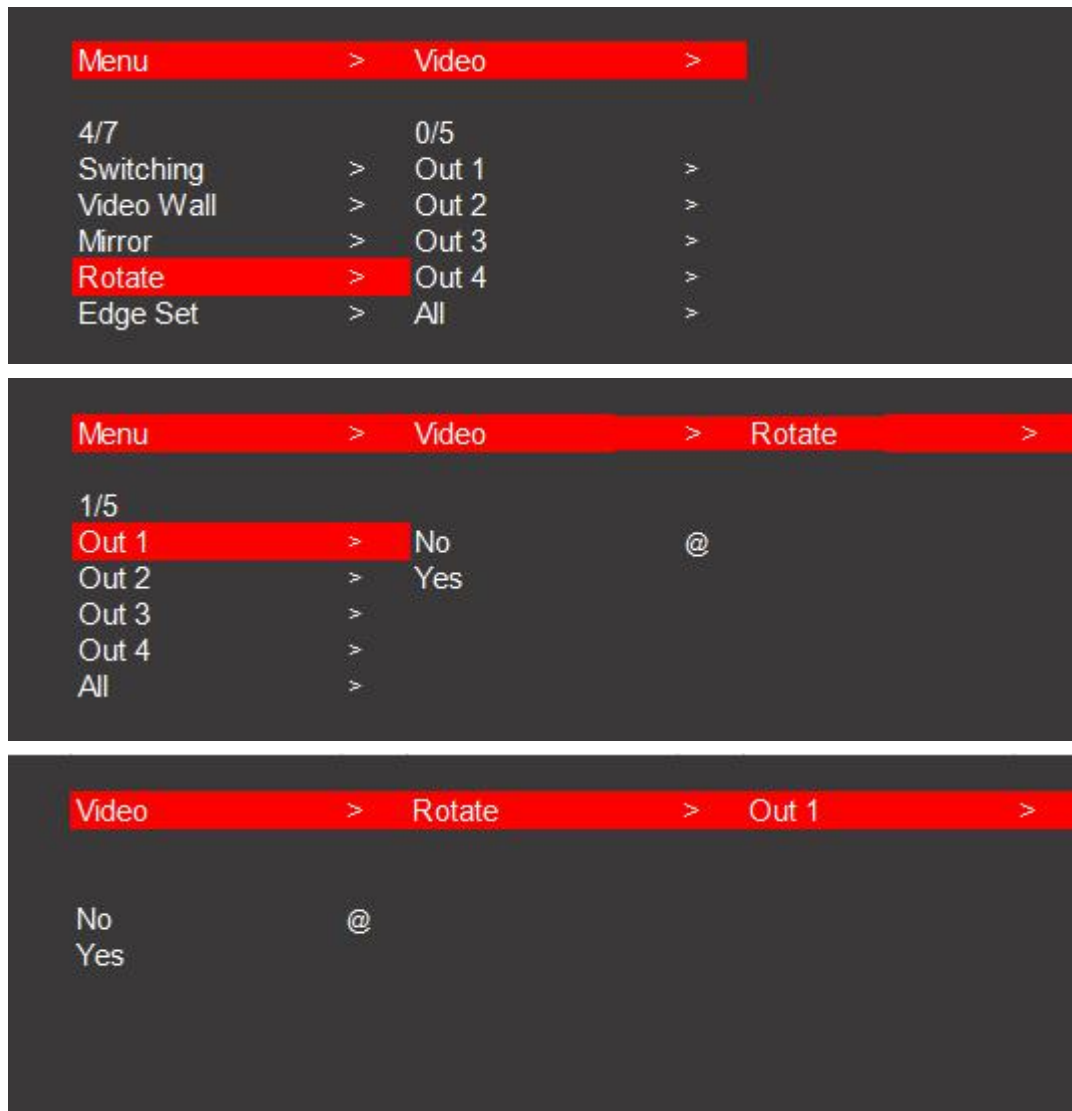 Menu > Video >
4/7 0/5
Switching > Out 1 >
Video Wall > Out 2 >
Mirror > Out 3 >
Rotate > Out 4 >
Edge Set > All >
Menu > Video > Rotate >
1/5
Out 1 > No @
Out 2 > Yes
Out 3 >
Out 4 >
All >
Video > Rotate > Out 1 >
No @
Yes